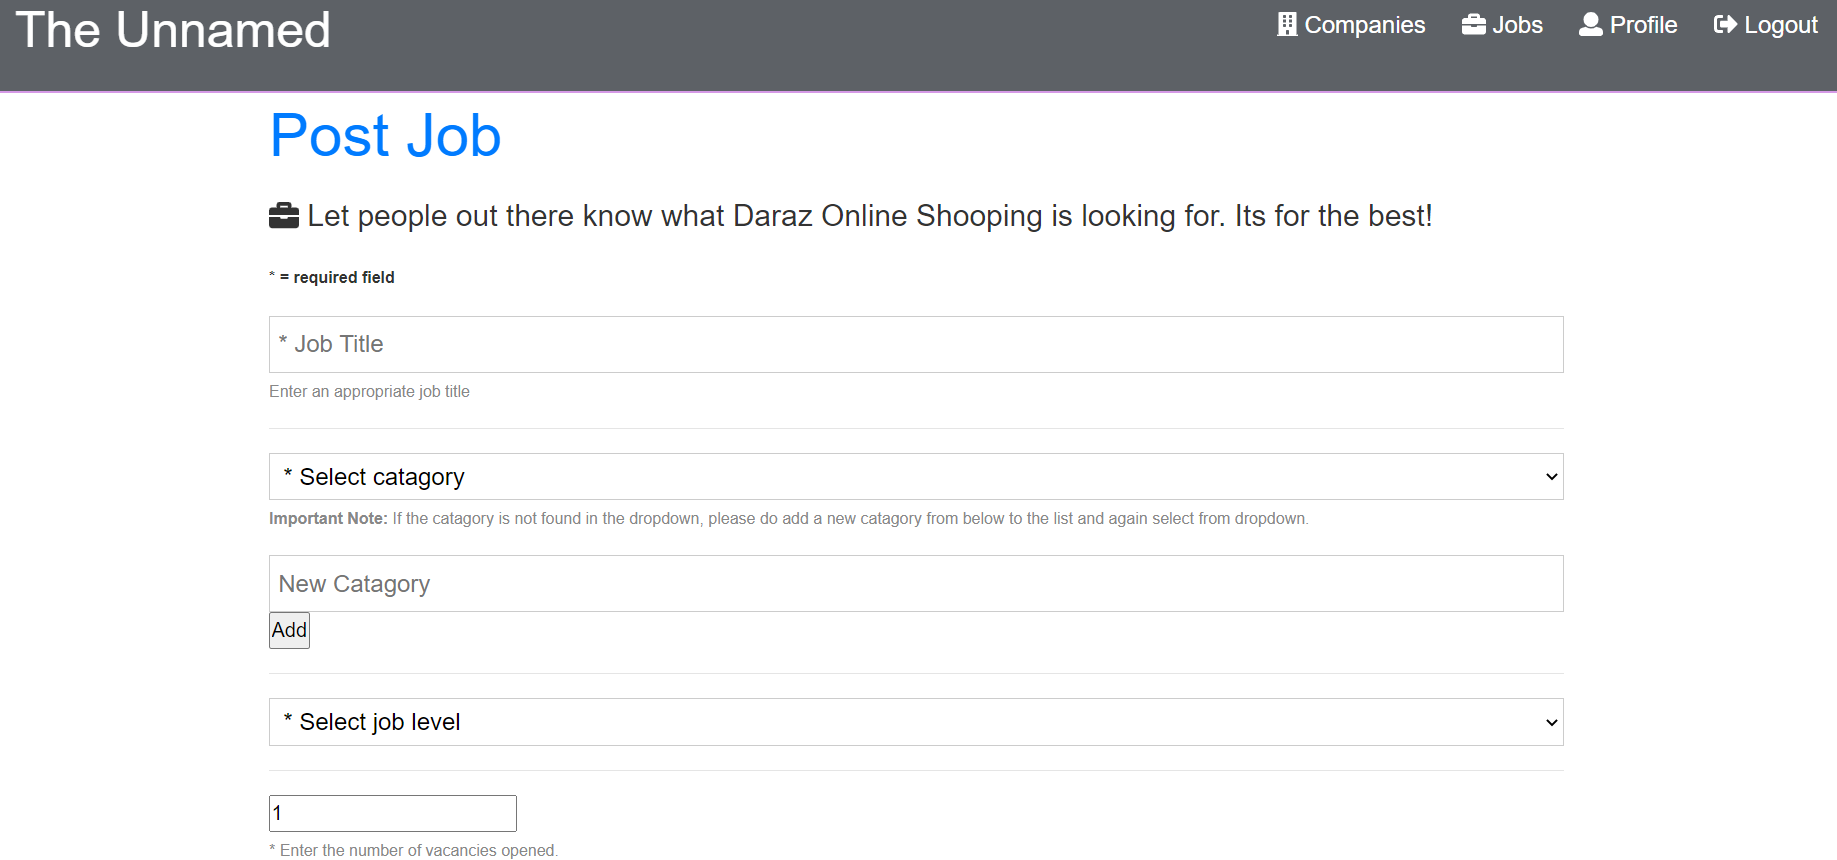 The Unnamed
Companies Jobs Profile Logout
Post Job
Let people out there know what Daraz Online Shooping is looking for. Its for the best!
* = required field
* Job Title
Enter an appropriate job title
* Select catagory
Important Note: If the catagory is not found in the dropdown, please do add a new catagory from below to the list and again select from dropdown.
New Catagory
Add
* Select job level
1
* Enter the number of vacancies opened.